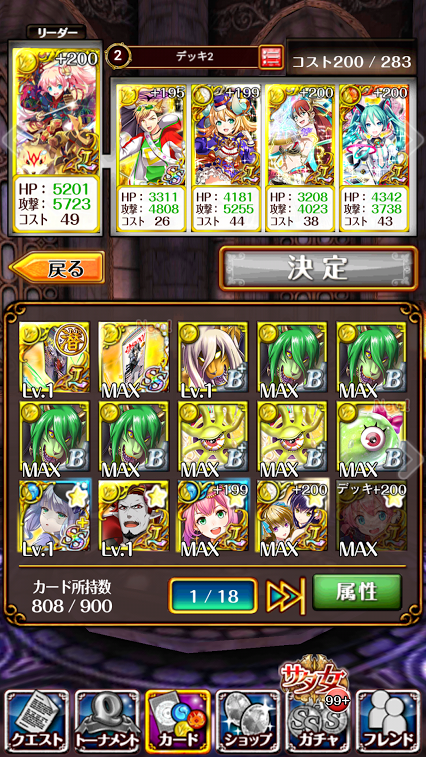 リーダー
+200
2
デッキ2
コスト200 / 283
+195
+199
+200
+200
HP： 5201
攻撃： 5723
コスト 49
HP： 3311
攻撃： 4808
コスト 26
HP： 4181
攻撃： 5255
コスト 44
HP： 3208
攻撃： 4023
コスト 38
HP： 4342
攻撃： 3738
コスト 43
戻る
決定
Lv.1
MAX
SS
Lv.1
B
MAX
B
MAX
B
MAX
B
MAX
B
MAX
B
MAX
B
MAX
B
Lv.1
Lv.1
+199
MAX
+200
MAX
デッキ+200
MAX
カード所持数
808 / 900
1 / 18
属性
サタ女
99+
クエスト
トーナメント
カード
ショップ
SS
ガチャ
フレンド